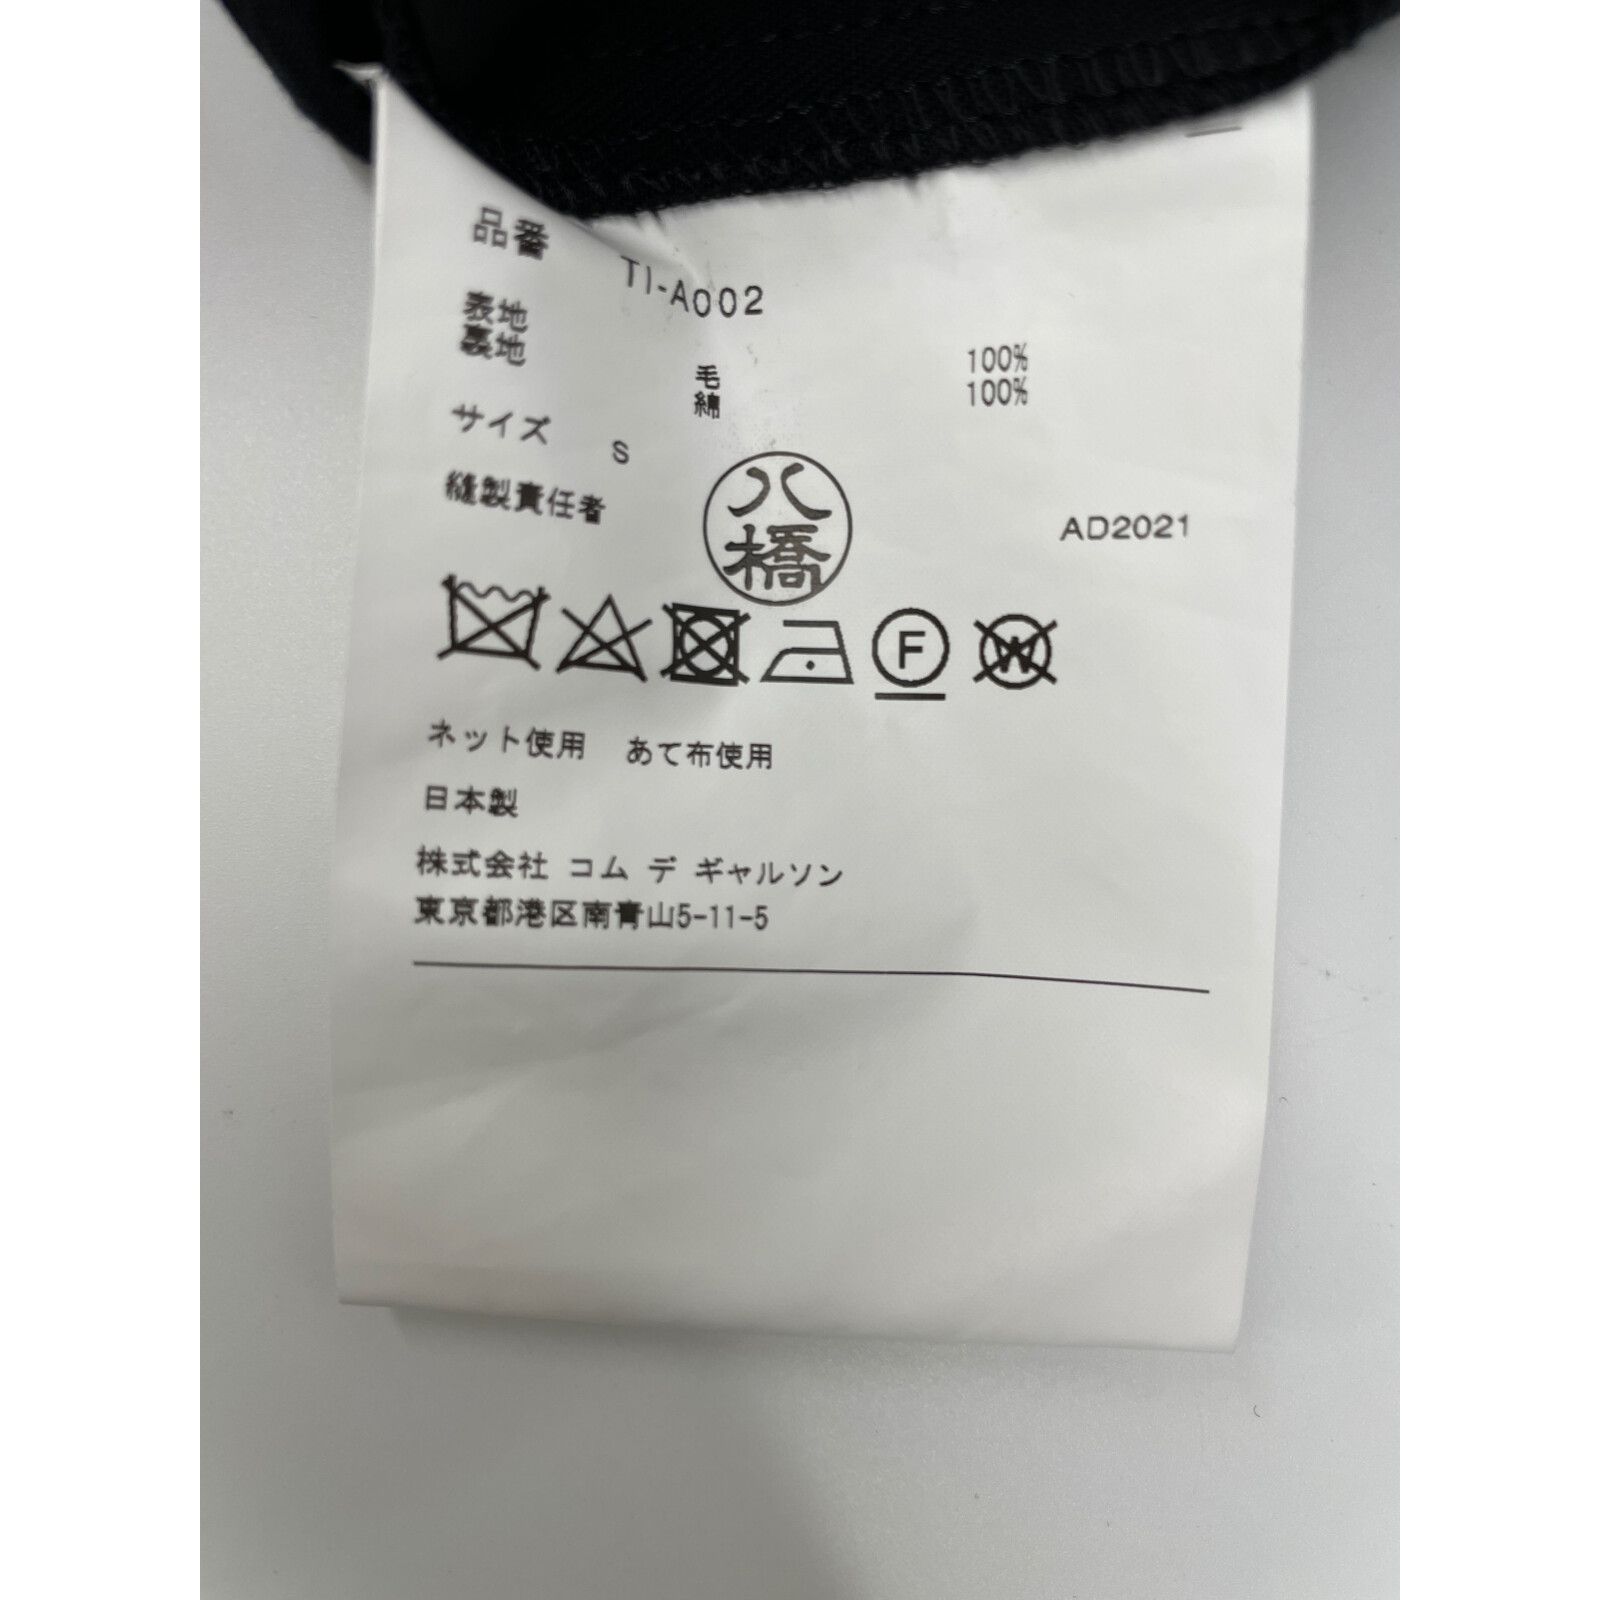 品番 TI-A002
表地 毛 100%
裏地 綿 100%
サイズ S
縫製責任者 八橋 AD2021
F W
ネット使用 あて布使用
日本製
株式会社 コム デ ギャルソン
東京都港区南青山5-11-5